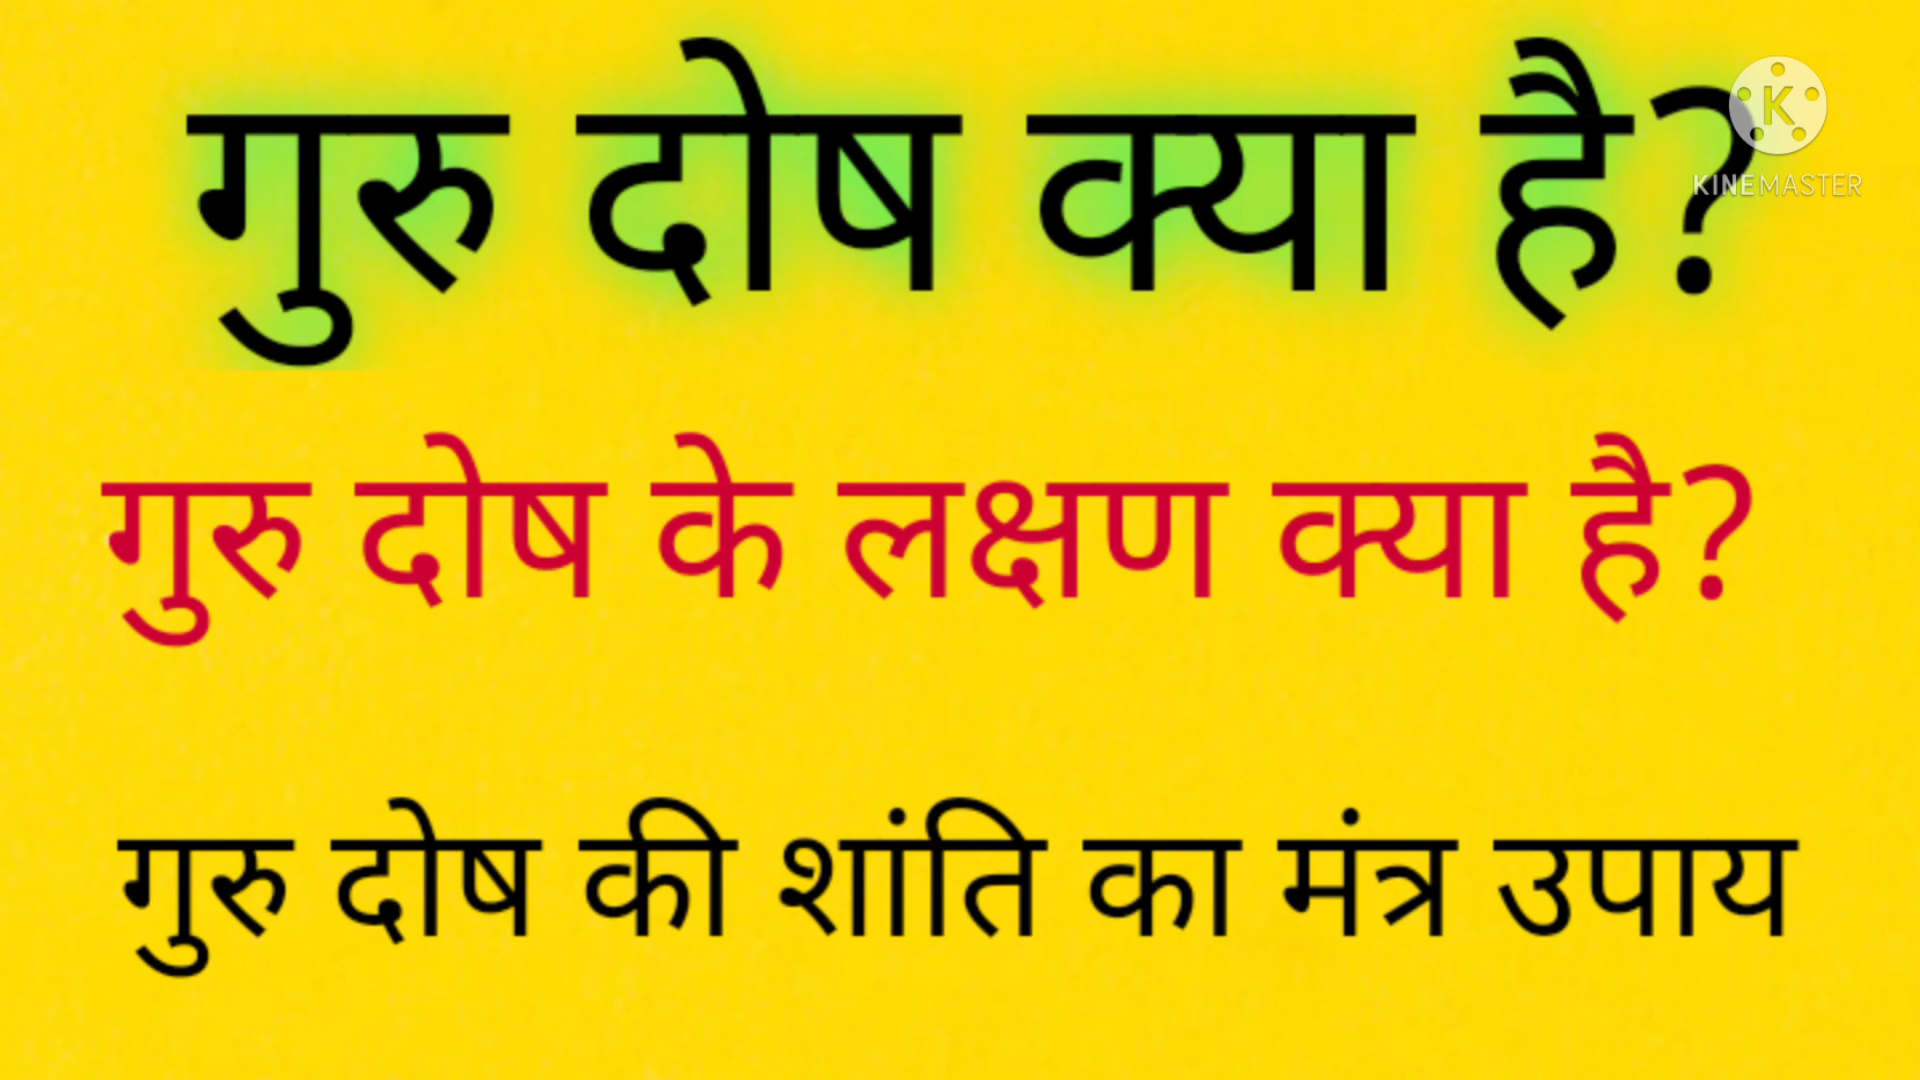 गुरु दोष क्या है?
K
KINEMASTER
गुरु दोष के लक्षण क्या है?
गुरु दोष की शांति का मंत्र उपाय